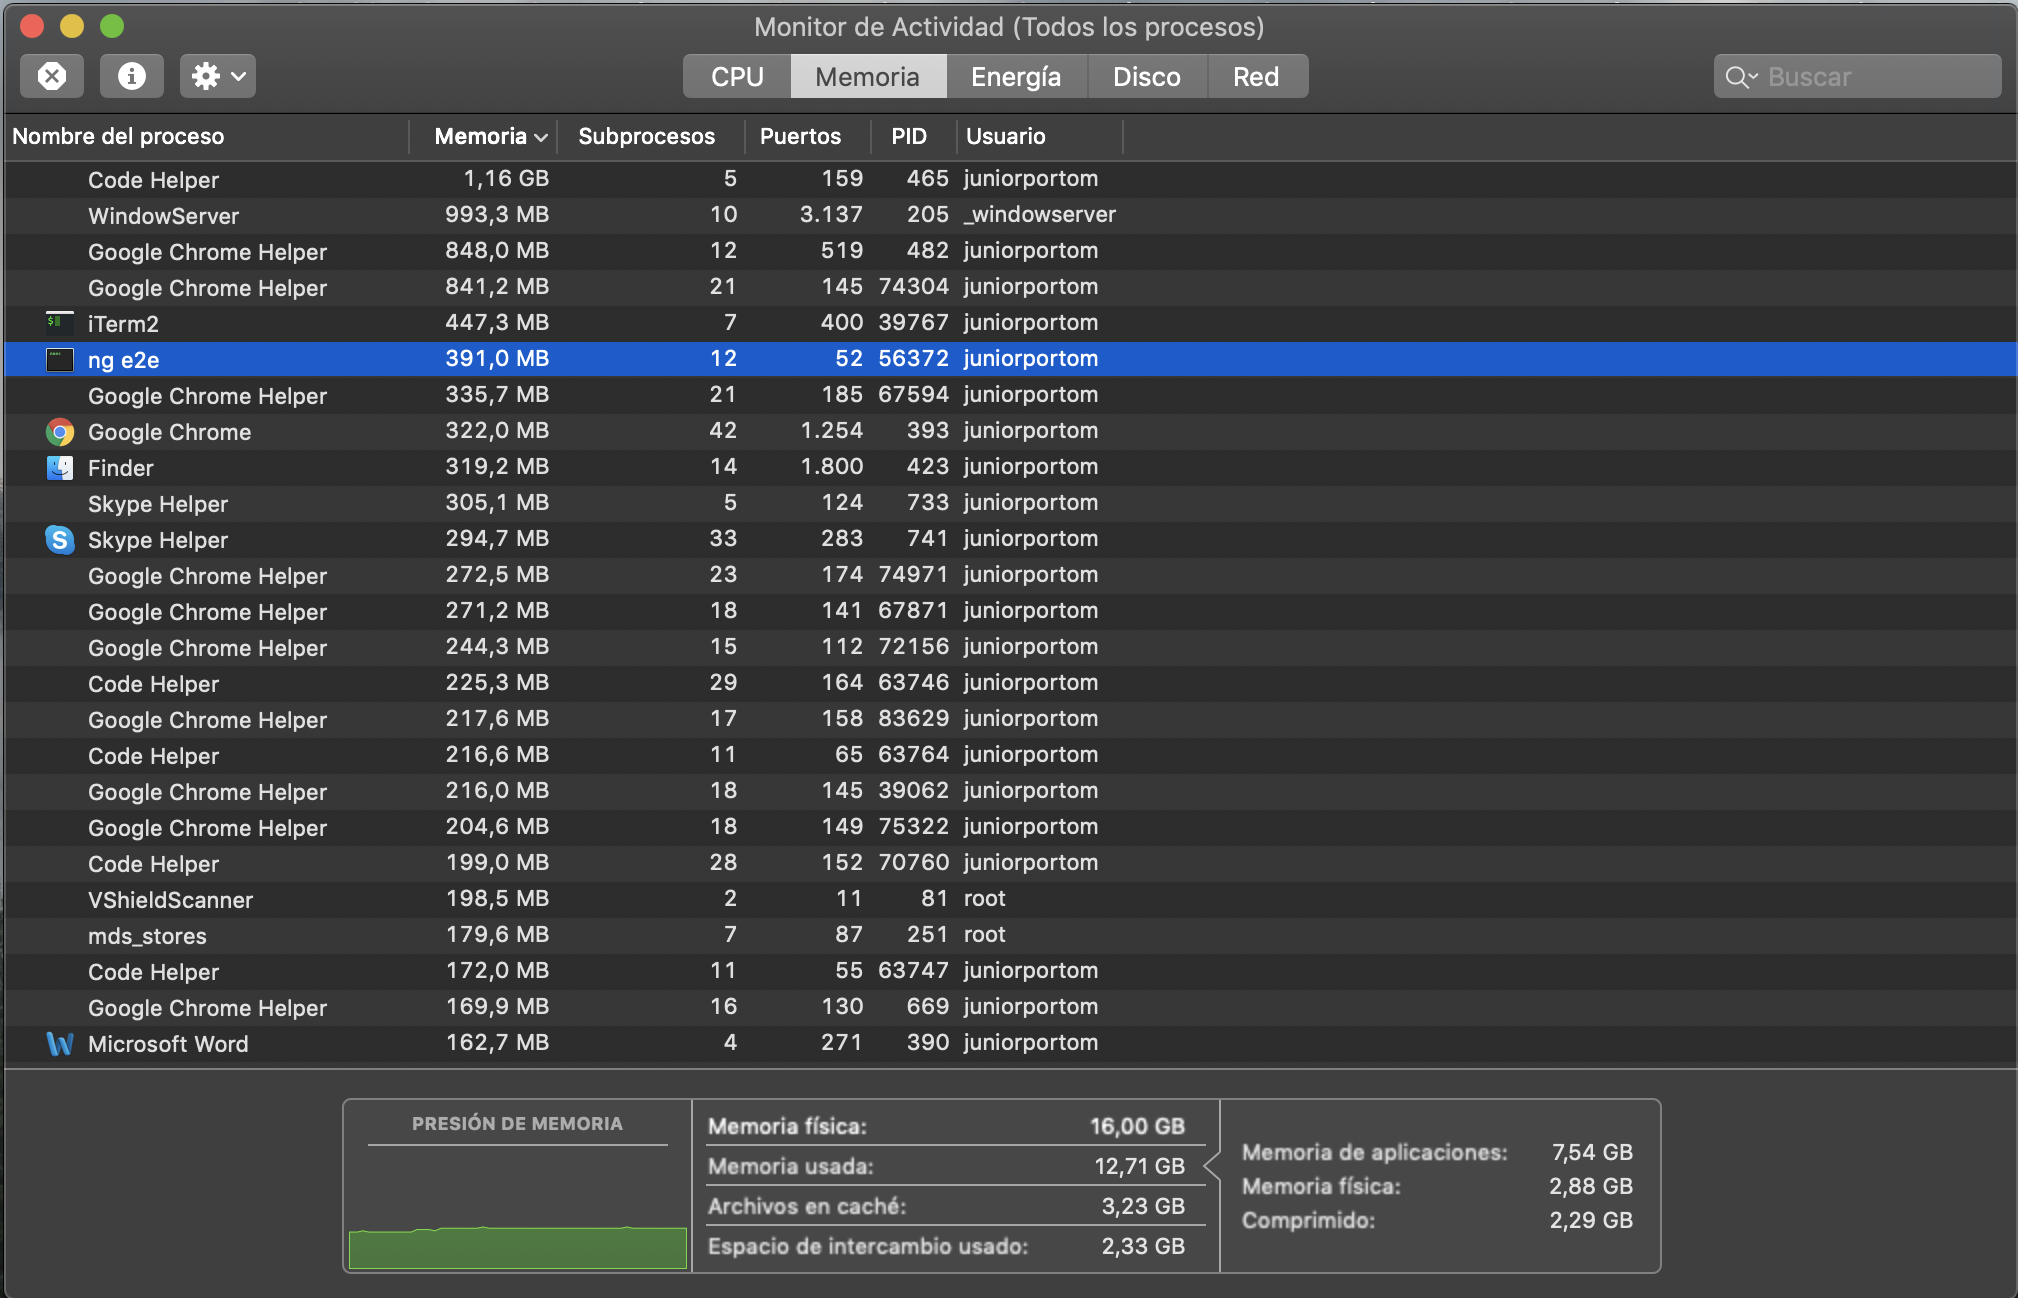 Monitor de Actividad (Todos los procesos)
CPU Memoria Energía Disco Red Buscar
Nombre del proceso Memoria Subprocesos Puertos PID Usuario
Code Helper 1,16 GB 5 159 465 juniorportom
WindowServer 993,3 MB 10 3.137 205 _windowserver
Google Chrome Helper 848,0 MB 12 519 482 juniorportom
Google Chrome Helper 841,2 MB 21 145 74304 juniorportom
iTerm2 447,3 MB 7 400 39767 juniorportom
ng e2e 391,0 MB 12 52 56372 juniorportom
Google Chrome Helper 335,7 MB 21 185 67594 juniorportom
Google Chrome 322,0 MB 42 1.254 393 juniorportom
Finder 319,2 MB 14 1.800 423 juniorportom
Skype Helper 305,1 MB 5 124 733 juniorportom
Skype Helper 294,7 MB 33 283 741 juniorportom
Google Chrome Helper 272,5 MB 23 174 74971 juniorportom
Google Chrome Helper 271,2 MB 18 141 67871 juniorportom
Google Chrome Helper 244,3 MB 15 112 72156 juniorportom
Code Helper 225,3 MB 29 164 63746 juniorportom
Google Chrome Helper 217,6 MB 17 158 83629 juniorportom
Code Helper 216,6 MB 11 65 63764 juniorportom
Google Chrome Helper 216,0 MB 18 145 39062 juniorportom
Google Chrome Helper 204,6 MB 18 149 75322 juniorportom
Code Helper 199,0 MB 28 152 70760 juniorportom
VShieldScanner 198,5 MB 2 11 81 root
mds_stores 179,6 MB 7 87 251 root
Code Helper 172,0 MB 11 55 63747 juniorportom
Google Chrome Helper 169,9 MB 16 130 669 juniorportom
Microsoft Word 162,7 MB 4 271 390 juniorportom
PRESIÓN DE MEMORIA
Memoria física: 16,00 GB
Memoria usada: 12,71 GB
Archivos en caché: 3,23 GB
Espacio de intercambio usado: 2,33 GB
Memoria de aplicaciones: 7,54 GB
Memoria física: 2,88 GB
Comprimido: 2,29 GB